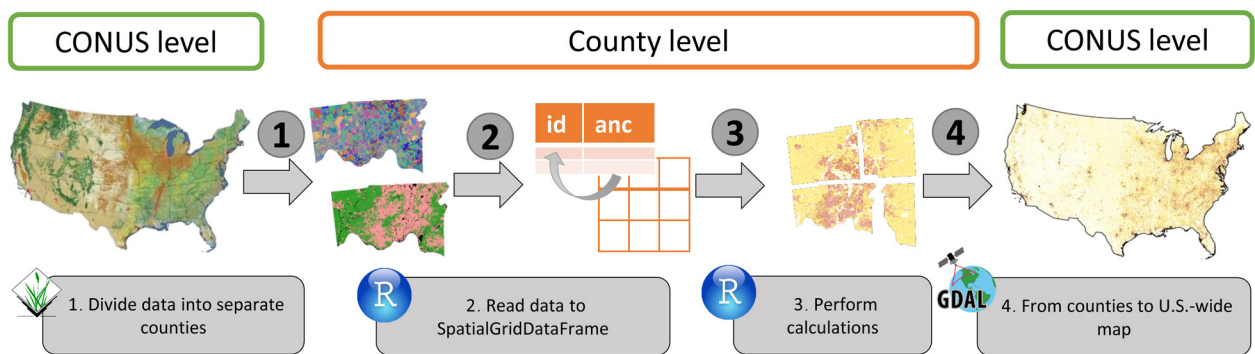 CONUS level
County level
CONUS level
1
2
id anc
3
4
1. Divide data into separate
counties
R
2. Read data to
SpatialGridDataFrame
R
3. Perform
calculations
GDAL
4. From counties to U.S.-wide
map